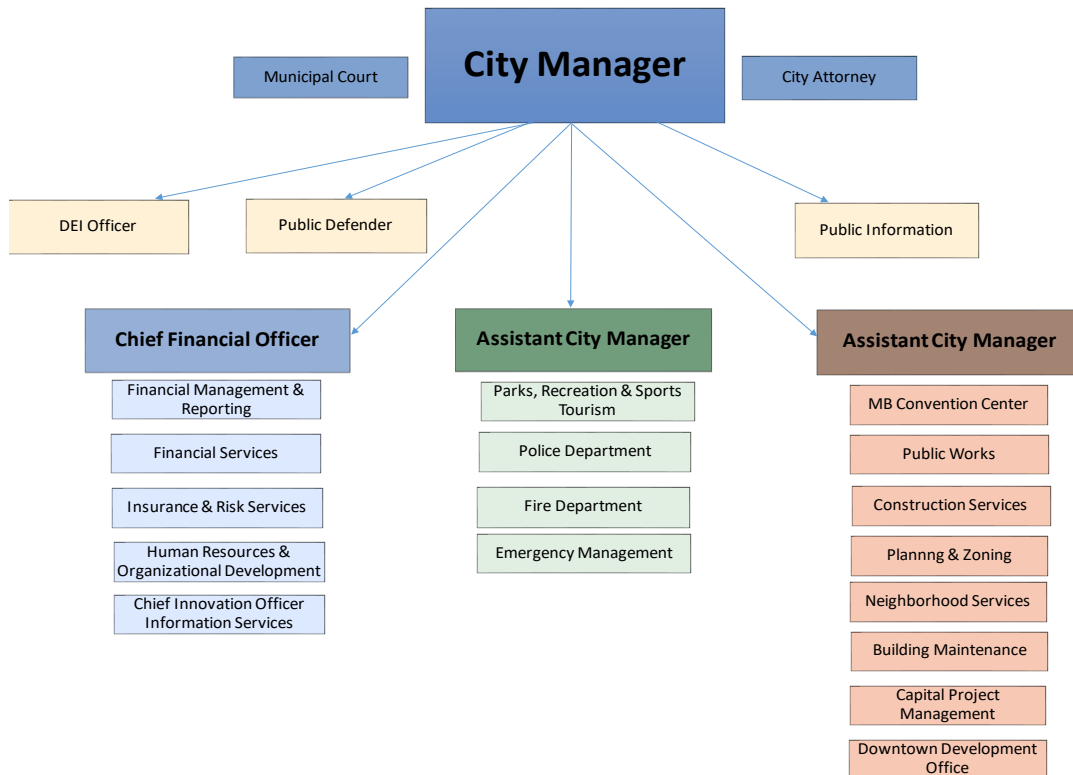 City Manager
Municipal Court
City Attorney
DEI Officer
Public Defender
Public Information
Chief Financial Officer
Financial Management &
Reporting
Financial Services
Insurance & Risk Services
Human Resources &
Organizational Development
Chief Innovation Officer
Information Services
Assistant City Manager
Parks, Recreation & Sports
Tourism
Police Department
Fire Department
Emergency Management
Assistant City Manager
MB Convention Center
Public Works
Construction Services
Plannng & Zoning
Neighborhood Services
Building Maintenance
Capital Project
Management
Downtown Development
Office